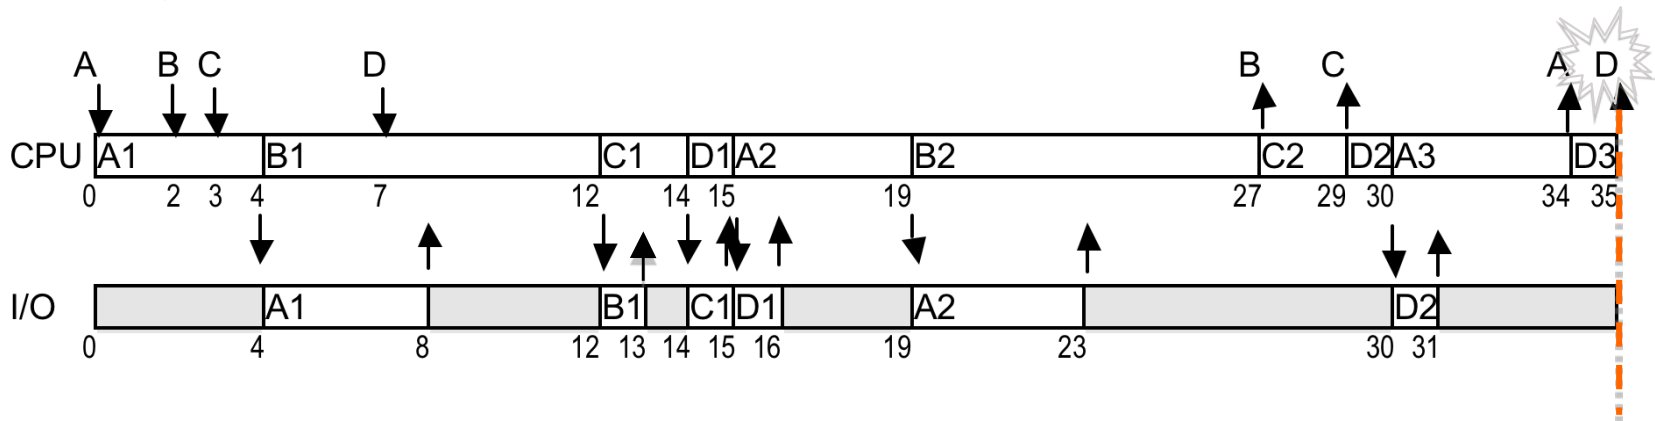 A B C D B C A D
CPU A1 B1 C1 D1 A2 B2 C2 D2 A3 D3
0 2 3 4 7 12 14 15 19 27 29 30 34 35
I/O A1 B1 C1 D1 A2 D2
0 4 8 12 13 14 15 16 19 23 30 31